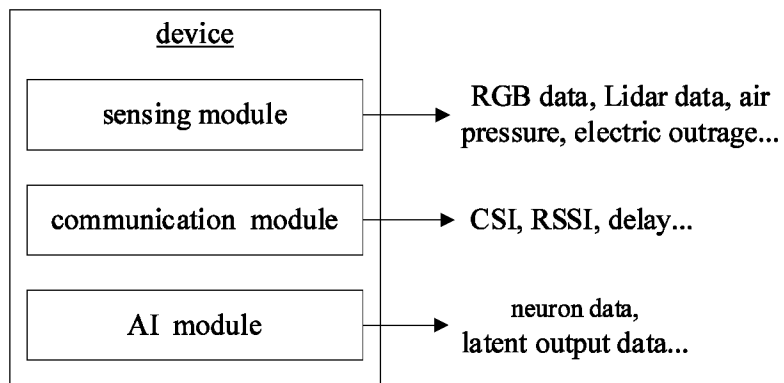 device
sensing module
RGB data, Lidar data, air
pressure, electric outrage...
communication module
CSI, RSSI, delay...
AI module
neuron data,
latent output data...